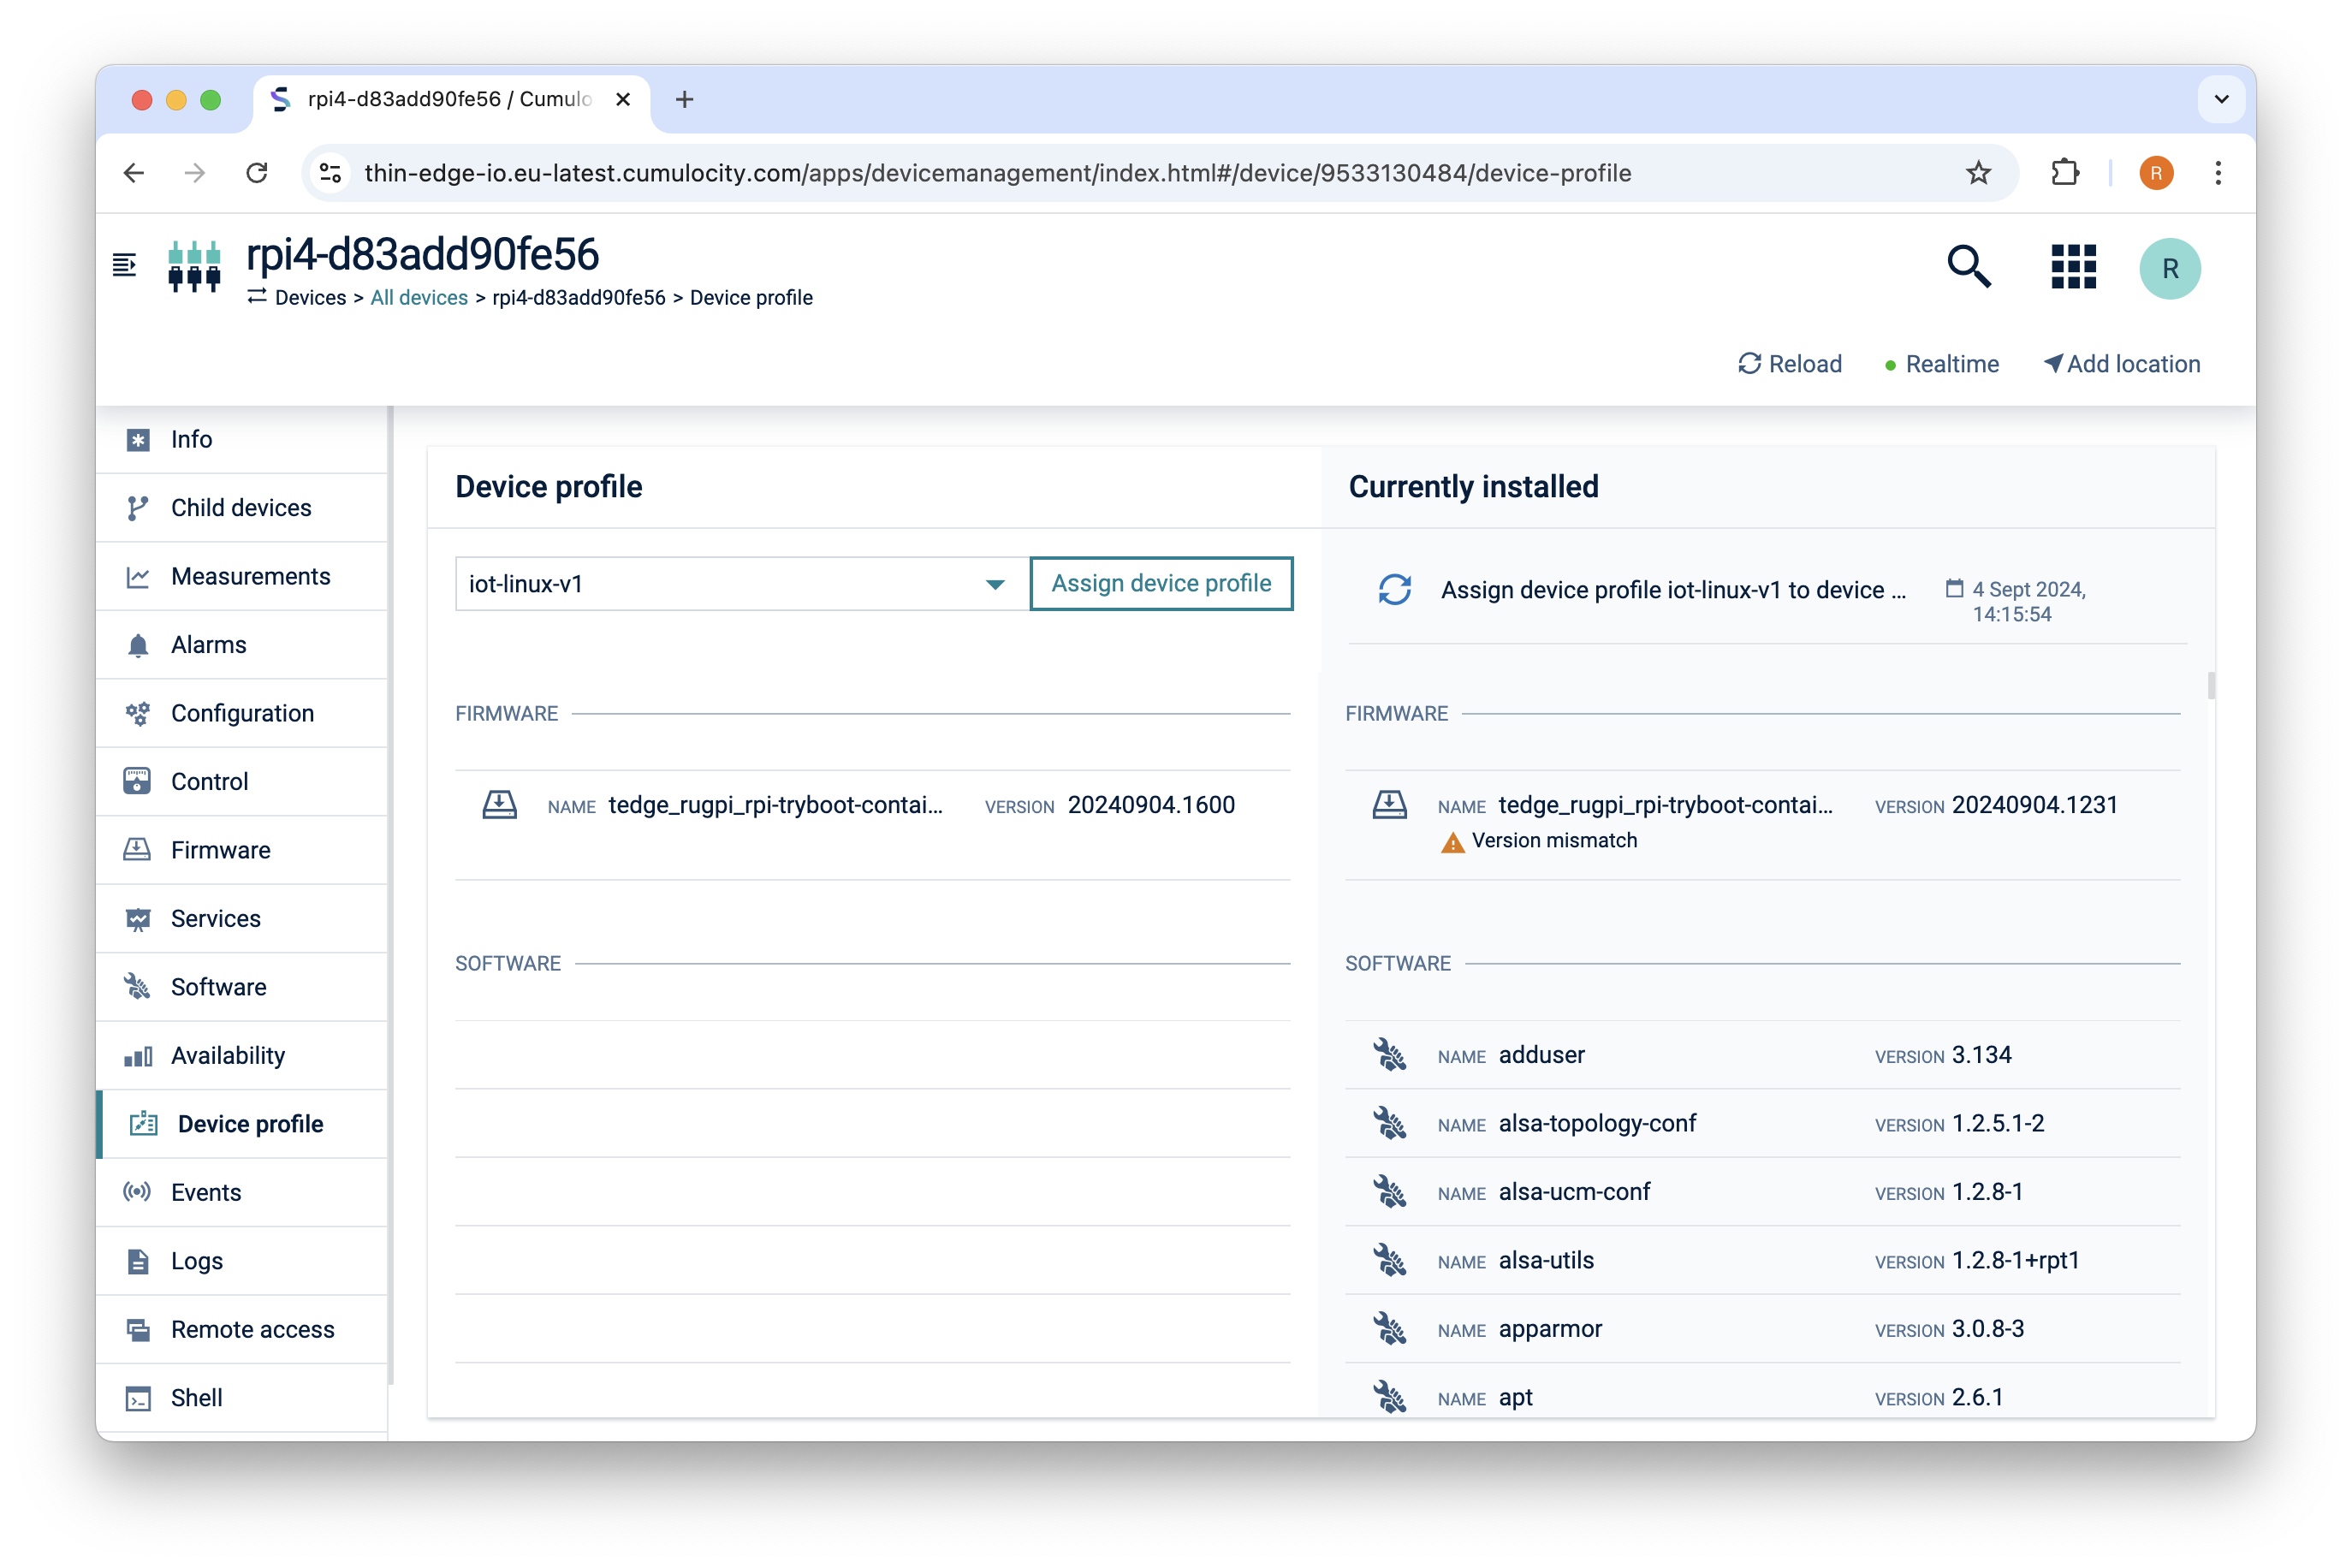 rpi4-d83add90fe56 / Cumulo
thin-edge-io.eu-latest.cumulocity.com/apps/devicemanagement/index.html#/device/9533130484/device-profile
R
rpi4-d83add90fe56
Devices > All devices > rpi4-d83add90fe56 > Device profile
R
Reload
Realtime
Add location
Info
Child devices
Measurements
Alarms
Configuration
Control
Firmware
Services
Software
Availability
Device profile
Events
Logs
Remote access
Shell
Device profile
iot-linux-v1
Assign device profile
FIRMWARE
NAME tedge_rugpi_rpi-tryboot-contai... VERSION 20240904.1600
SOFTWARE
Currently installed
Assign device profile iot-linux-v1 to device ...
4 Sept 2024,
14:15:54
FIRMWARE
NAME tedge_rugpi_rpi-tryboot-contai... VERSION 20240904.1231
Version mismatch
SOFTWARE
NAME adduser VERSION 3.134
NAME alsa-topology-conf VERSION 1.2.5.1-2
NAME alsa-ucm-conf VERSION 1.2.8-1
NAME alsa-utils VERSION 1.2.8-1+rpt1
NAME apparmor VERSION 3.0.8-3
NAME apt VERSION 2.6.1